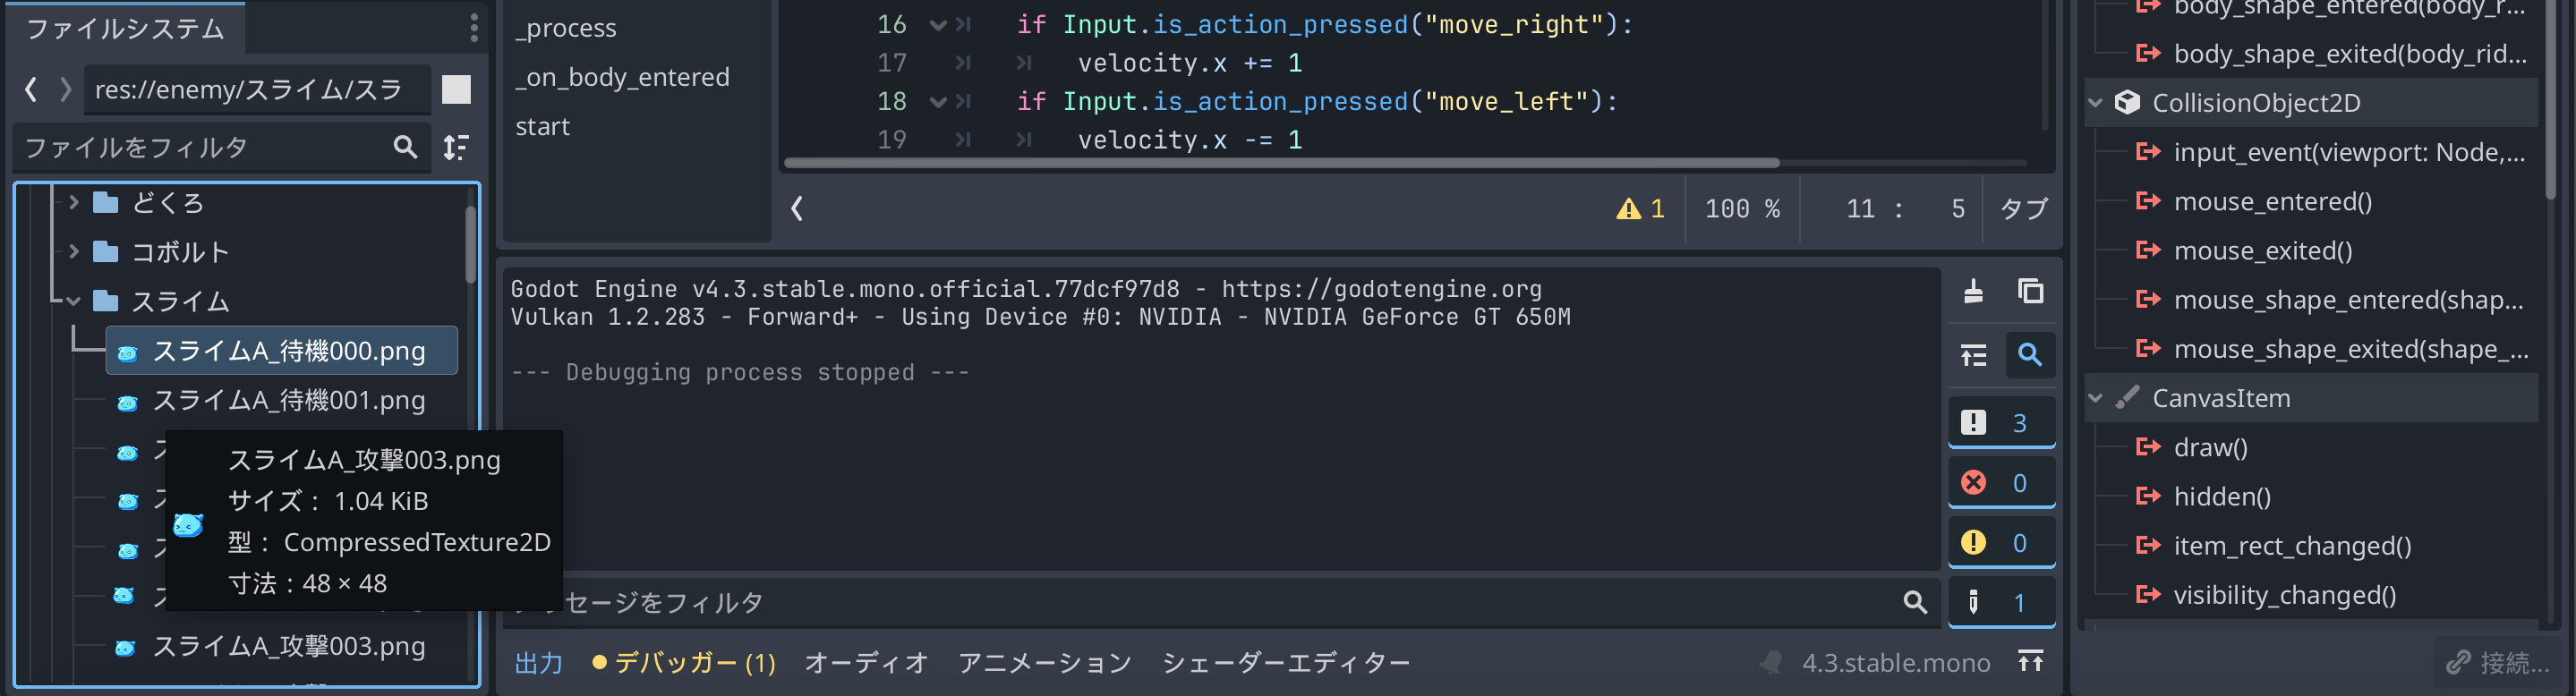 ファイルシステム
res://enemy/スライム/スラ
ファイルをフィルタ
どくろ
コボルト
スライム
スライムA_待機000.png
スライムA_待機001.png
スライムA_攻撃003.png
サイズ： 1.04 KiB
型： CompressedTexture2D
寸法：48 × 48
スライムA_攻撃003.png
_process
_on_body_entered
start
16 if Input.is_action_pressed("move_right"):
17 velocity.x += 1
18 if Input.is_action_pressed("move_left"):
19 velocity.x -= 1
1 100 % 11 : 5 タブ
Godot Engine v4.3.stable.mono.official.77dcf97d8 - https://godotengine.org
Vulkan 1.2.283 - Forward+ - Using Device #0: NVIDIA - NVIDIA GeForce GT 650M
--- Debugging process stopped ---
3
0
0
1
セージをフィルタ
出力 デバッガー (1) オーディオ アニメーション シェーダーエディター 4.3.stable.mono
body_shape_entered(body_r...
body_shape_exited(body_rid...
CollisionObject2D
input_event(viewport: Node,...
mouse_entered()
mouse_exited()
mouse_shape_entered(shap...
mouse_shape_exited(shape_...
CanvasItem
draw()
hidden()
item_rect_changed()
visibility_changed()
接続...